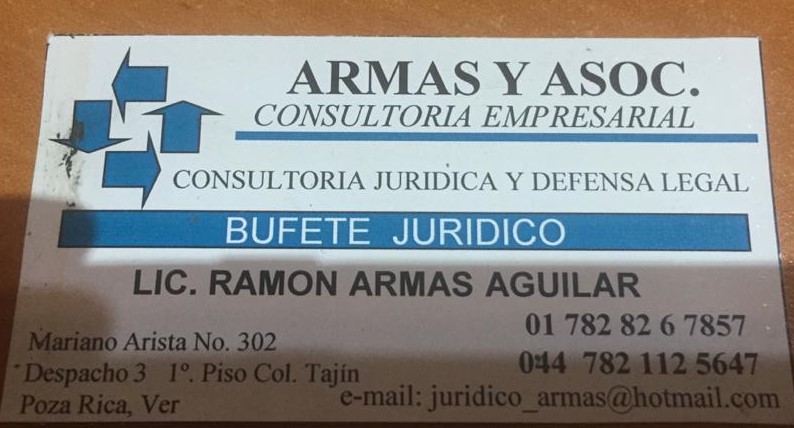 ARMAS Y ASOC.
CONSULTORIA EMPRESARIAL
CONSULTORIA JURIDICA Y DEFENSA LEGAL
BUFETE JURIDICO
LIC. RAMON ARMAS AGUILAR
01 782 82 6 7857
Mariano Arista No. 302
044 782 112 5647
Despacho 3 1º. Piso Col. Tajín
e-mail: juridico_armas@hotmail.com
Poza Rica, Ver